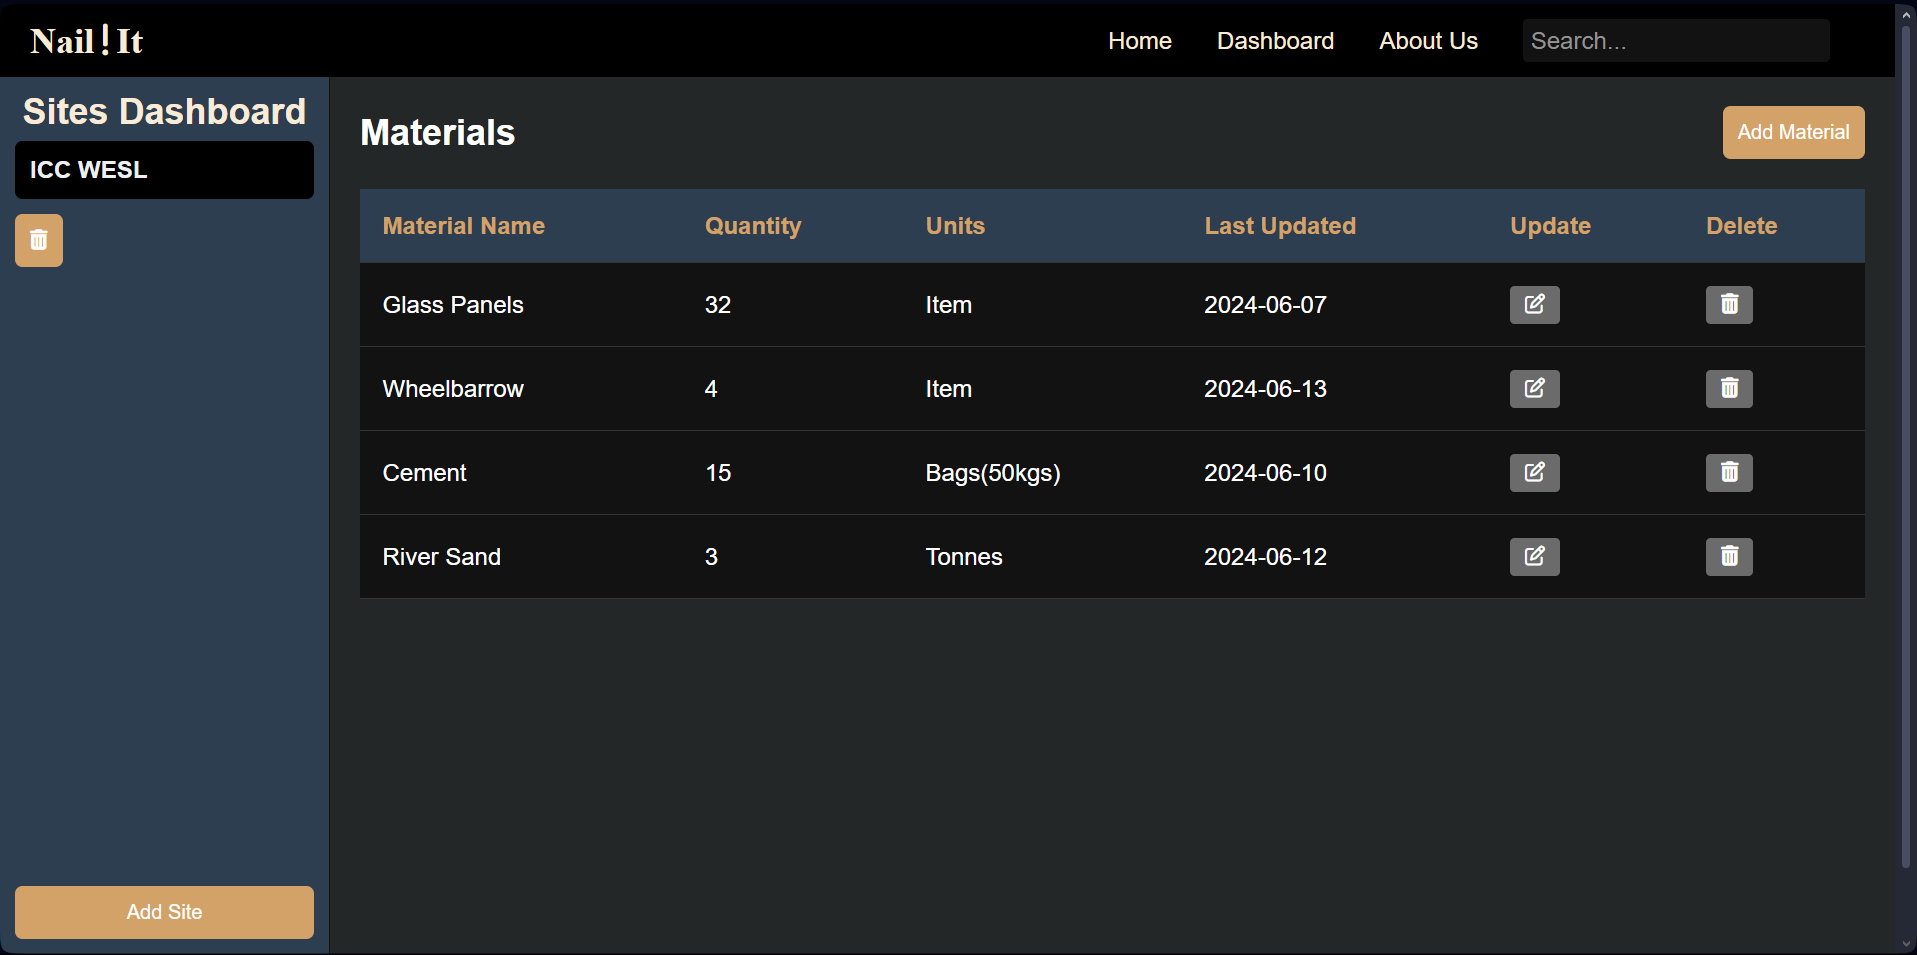 Nail!It
Home Dashboard About Us Search...
Sites Dashboard
ICC WESL
Add Site
Materials
Add Material
Material Name Quantity Units Last Updated Update Delete
Glass Panels 32 Item 2024-06-07
Wheelbarrow 4 Item 2024-06-13
Cement 15 Bags(50kgs) 2024-06-10
River Sand 3 Tonnes 2024-06-12